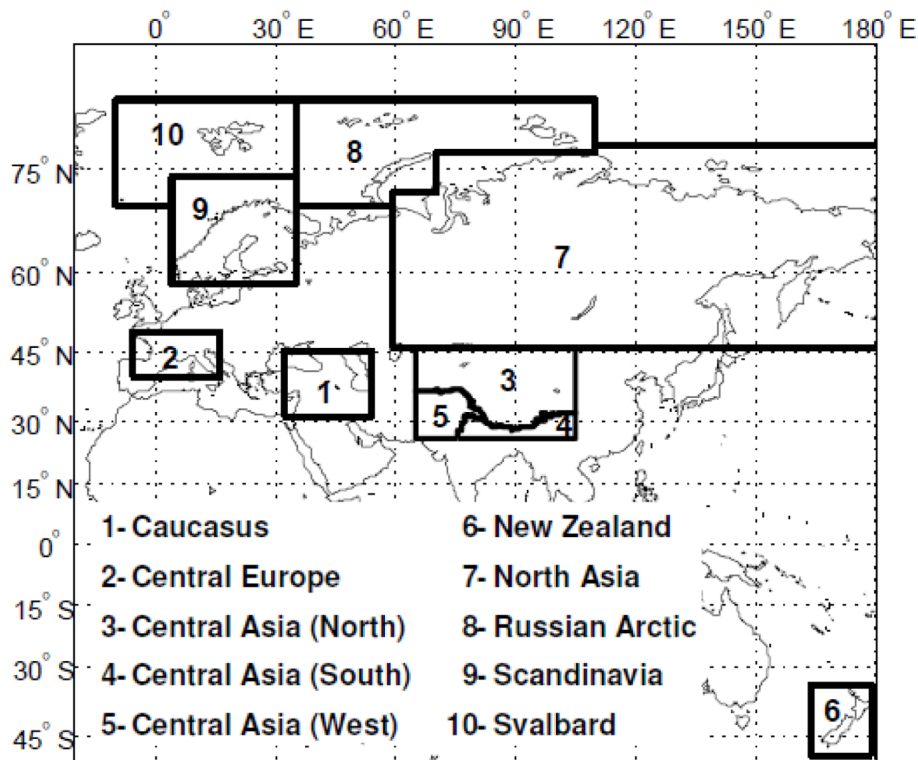 0° 30° E 60° E 90° E 120° E 150° E 180° E
10
8
75° N
9
7
60° N
45° N
2
3
1
5
4
30° N
15° N
1- Caucasus 6- New Zealand
0°
2- Central Europe 7- North Asia
15° S
3- Central Asia (North) 8- Russian Arctic
30° S
4- Central Asia (South) 9- Scandinavia
6
5- Central Asia (West) 10- Svalbard
45° S